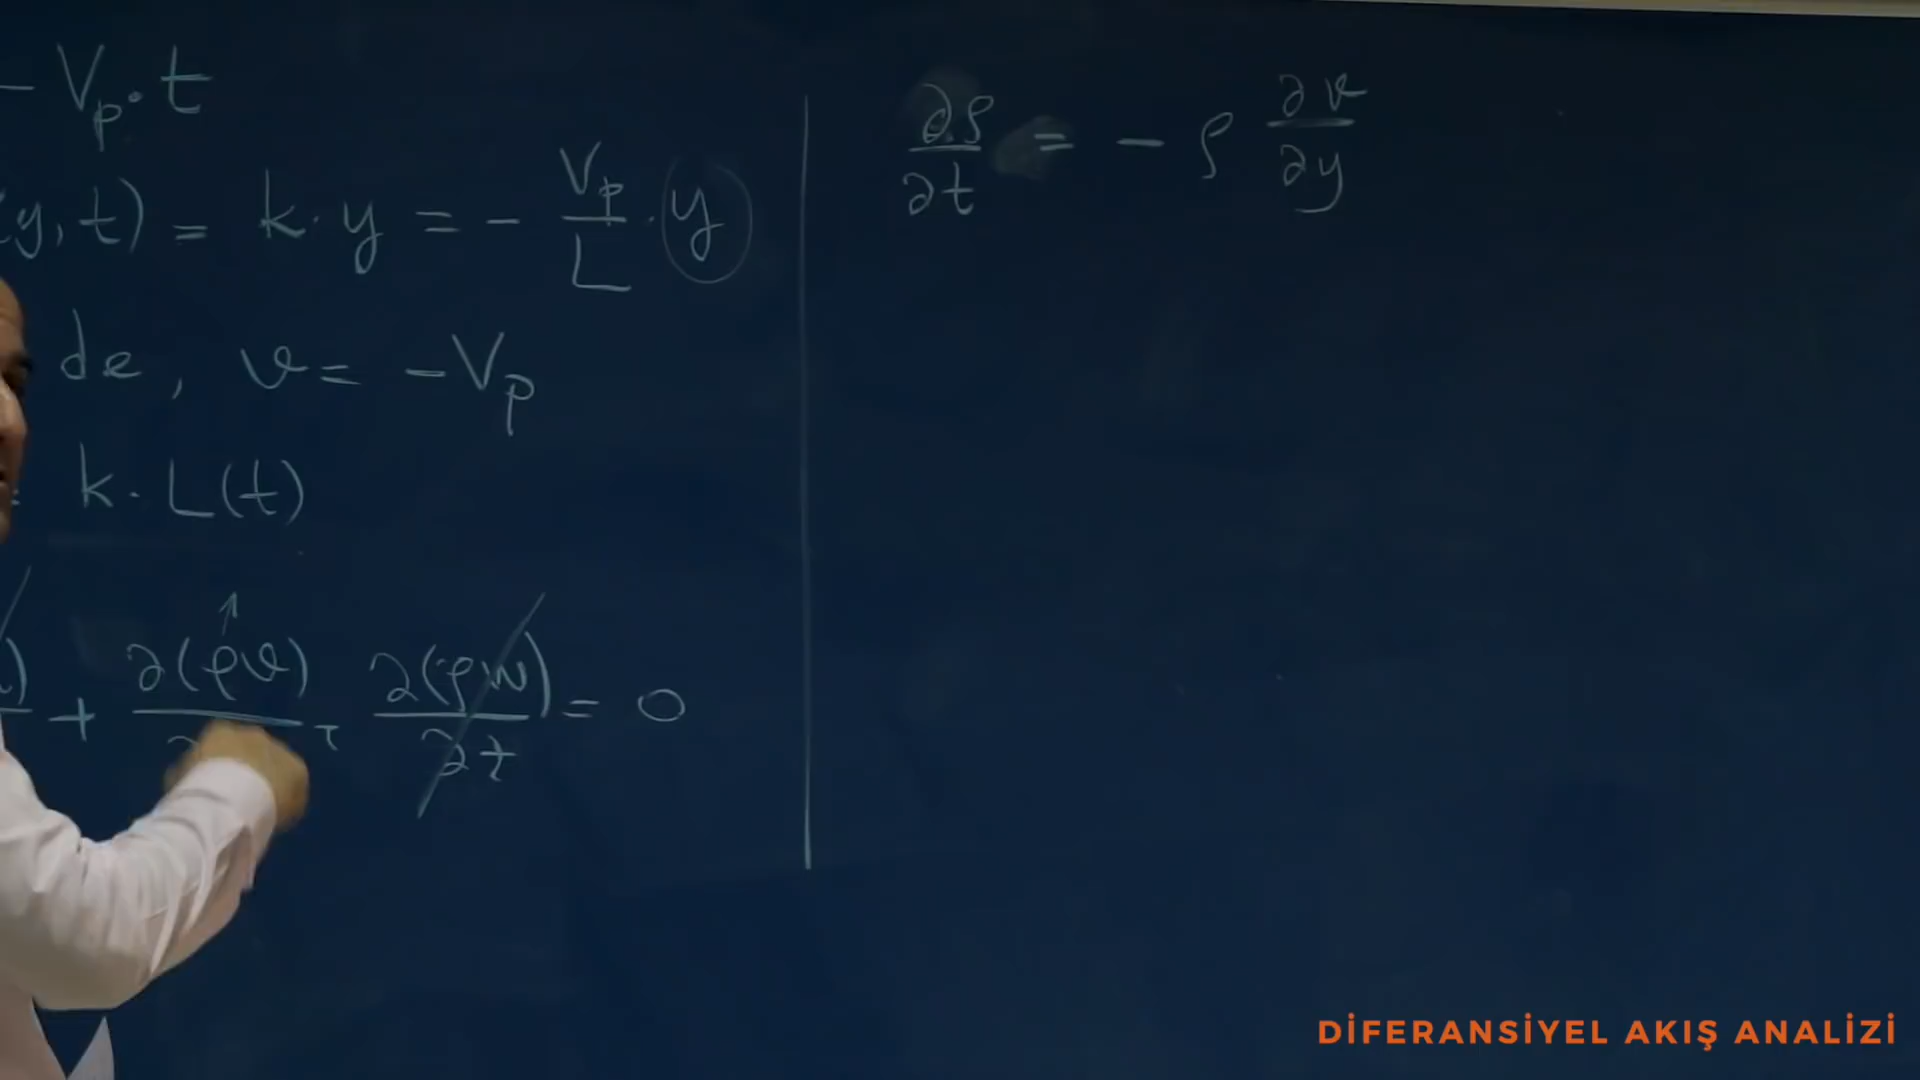 - Vₚ · t
(y, t) = k · y = - Vₚ/L · y
de, v = -Vₚ
= k · L(t)
) + ∂(ρv)/∂ + ∂(ρw)/∂t = 0
∂ρ/∂t = - ρ ∂v/∂y
DİFERANSİYEL AKIŞ ANALİZİ